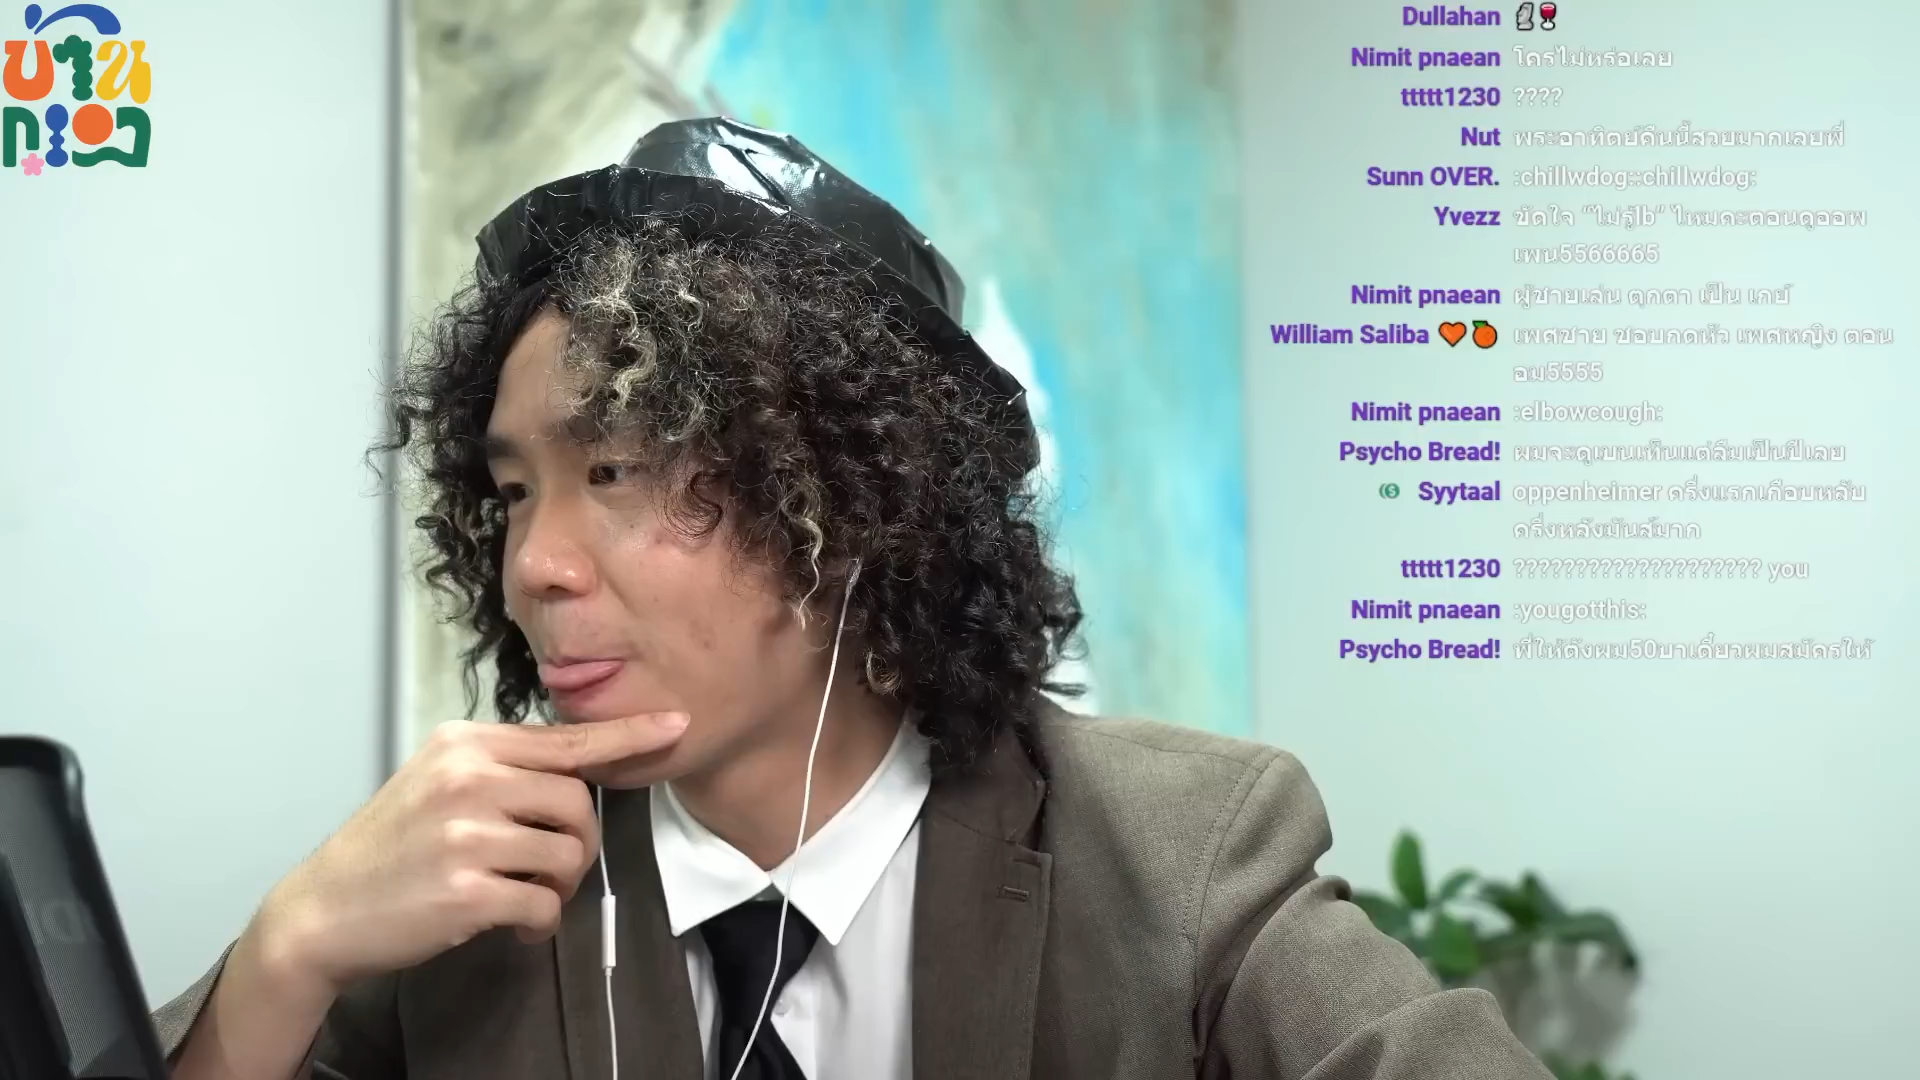 บ้าน
กูเอง
Dullahan 🗿🍷
Nimit pnaean โครไม่หร่อเลย
ttttt1230 ????
Nut พระอาทิตย์คืนนี้สวยมากเลยพี่
Sunn OVER. :chillwdog::chillwdog:
Yvezz ขัดใจ “ไม่รู้lb” ไหมคะตอนดูออพ
เพน5566665
Nimit pnaean ผู้ชายเล่น ตุกตา เป็น เกย์
William Saliba 🧡🍊 เพศชาย ชอบกดหัว เพศหญิง ตอน
อม5555
Nimit pnaean :elbowcough:
Psycho Bread! ผมจะดูเบนเท็นแต่ลืมเป็นปีเลย
Syytaal oppenheimer ครึ่งแรกเกือบหลับ
ครึ่งหลังมันส์มาก
ttttt1230 ???????????????????? you
Nimit pnaean :yougotthis:
Psycho Bread! พี่ให้ตังผม50บาเดี๋ยวผมสมัครให้